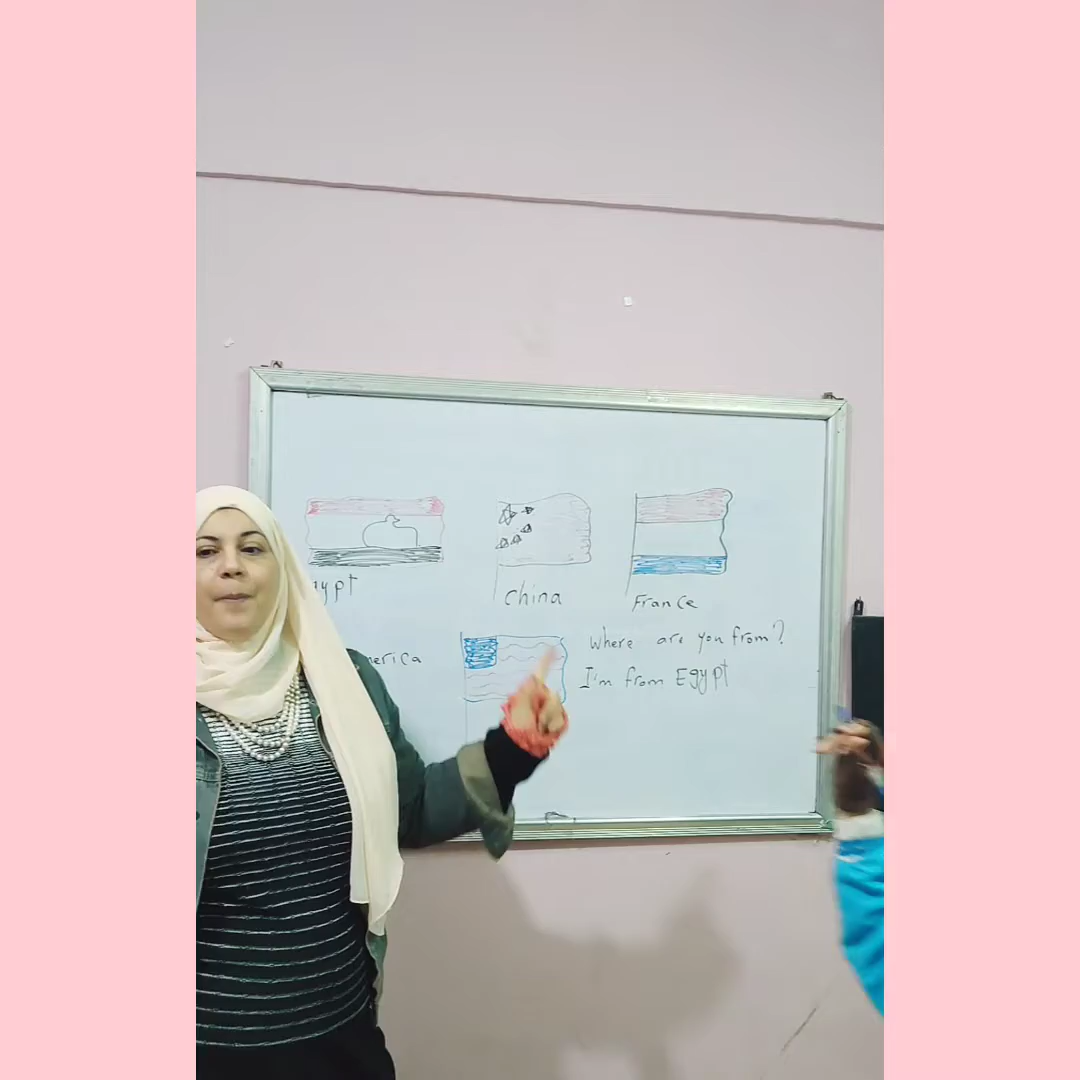 ypt
china
France
where are you from?
erica
I'm from Egypt